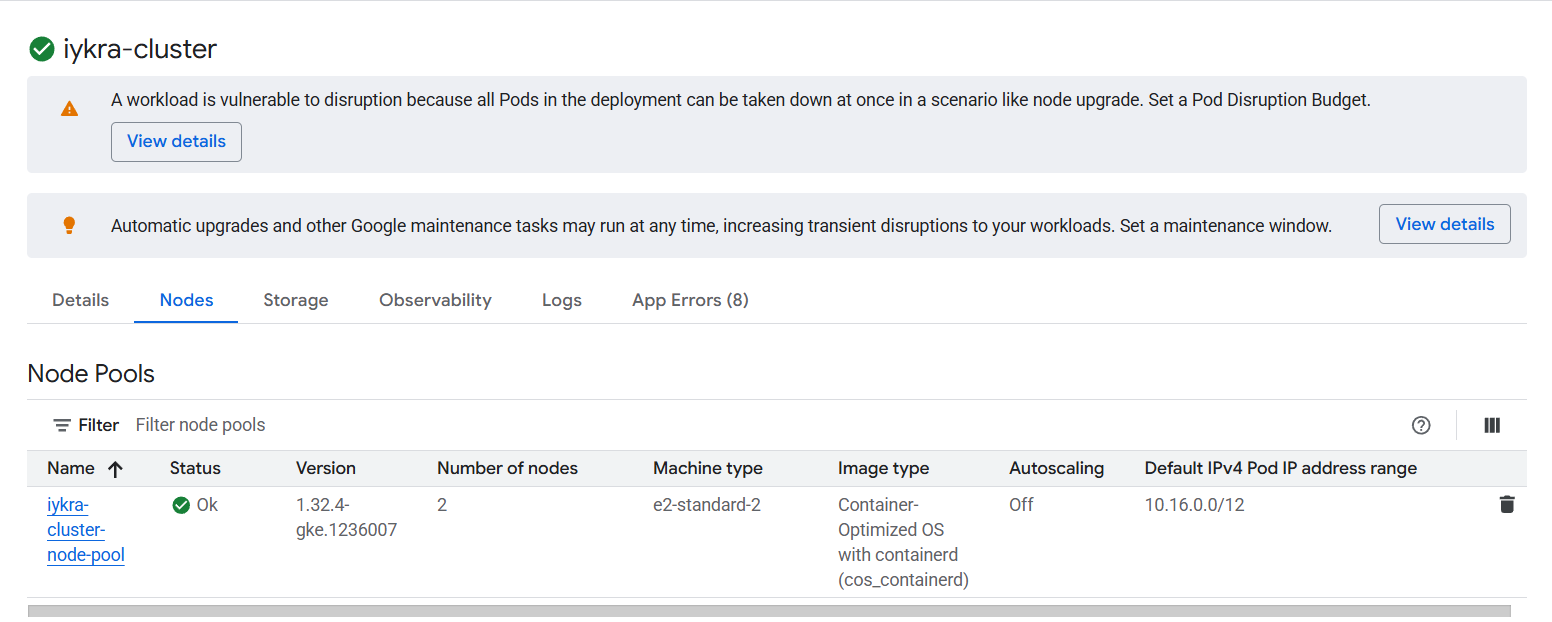 iykra-cluster
A workload is vulnerable to disruption because all Pods in the deployment can be taken down at once in a scenario like node upgrade. Set a Pod Disruption Budget.
View details
Automatic upgrades and other Google maintenance tasks may run at any time, increasing transient disruptions to your workloads. Set a maintenance window.
View details
Details Nodes Storage Observability Logs App Errors (8)
Node Pools
Filter Filter node pools
Name Status Version Number of nodes Machine type Image type Autoscaling Default IPv4 Pod IP address range
iykra- Ok 1.32.4- 2 e2-standard-2 Container- Off 10.16.0.0/12
cluster- gke.1236007 Optimized OS
node-pool with containerd
(cos_containerd)